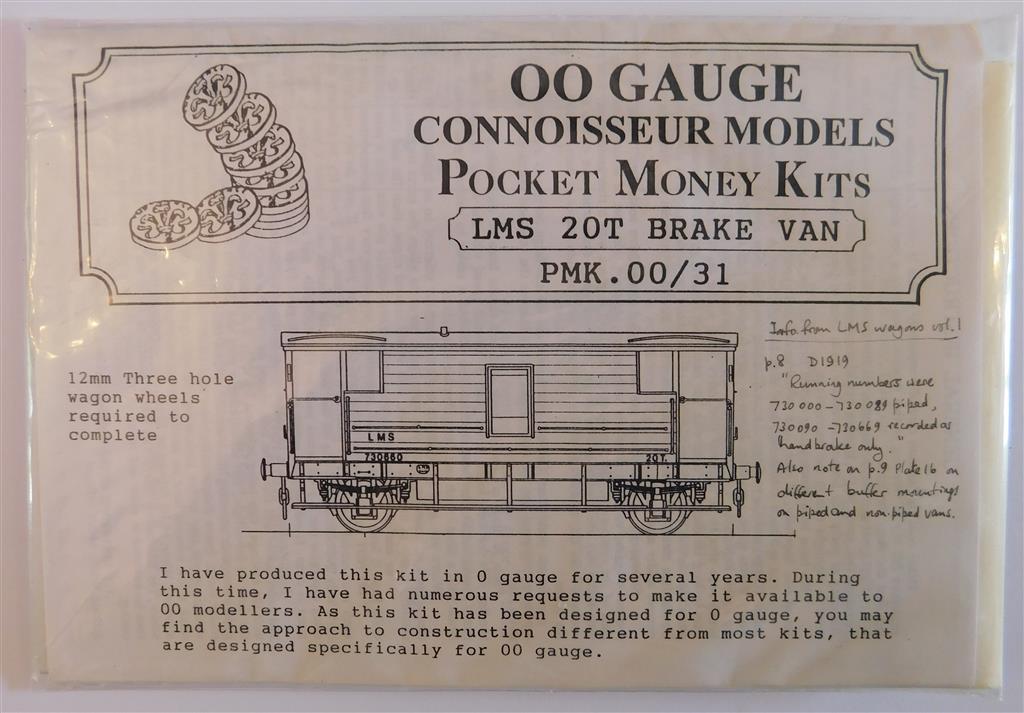 OO GAUGE
CONNOISSEUR MODELS
POCKET MONEY KITS
LMS 20T BRAKE VAN
PMK.00/31
12mm Three hole
wagon wheels
required to
complete
LMS
730660
20T.
Info from LMS wagons vol.1
p.8 D1919
"Running numbers were
730000-730089 piped,
730090-730669 recorded as
handbrake only."
Also note on p.9 Plate 16 on
different buffer mountings
on piped and non-piped vans.
I have produced this kit in O gauge for several years. During
this time, I have had numerous requests to make it available to
OO modellers. As this kit has been designed for O gauge, you may
find the approach to construction different from most kits, that
are designed specifically for OO gauge.